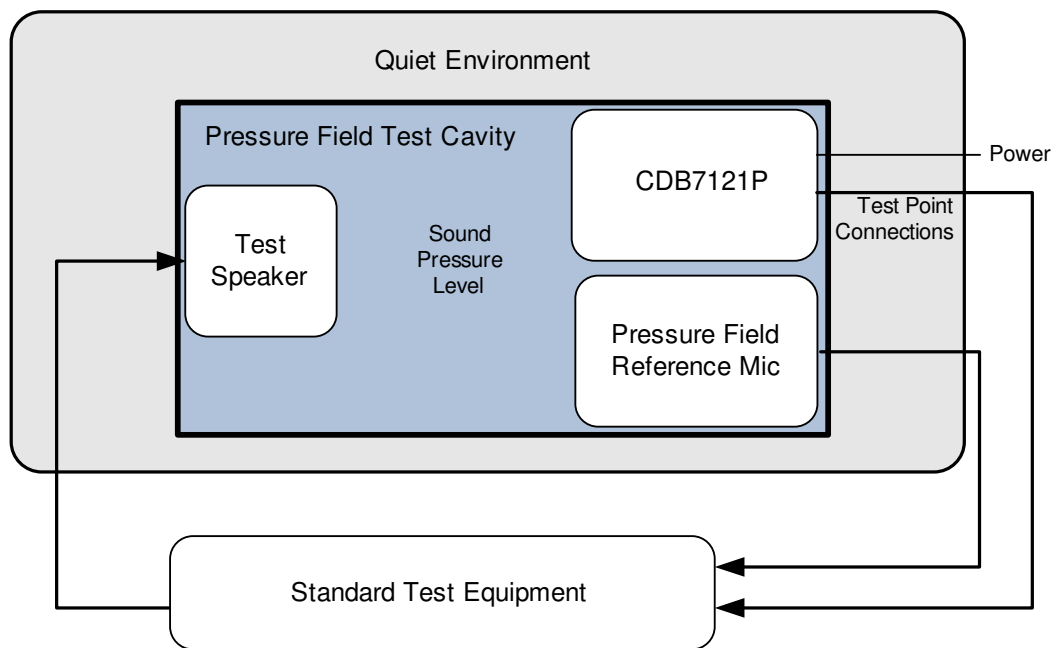 Quiet Environment
Pressure Field Test Cavity
CDB7121P
Power
Test Point
Connections
Test
Speaker
Sound
Pressure
Level
Pressure Field
Reference Mic
Standard Test Equipment